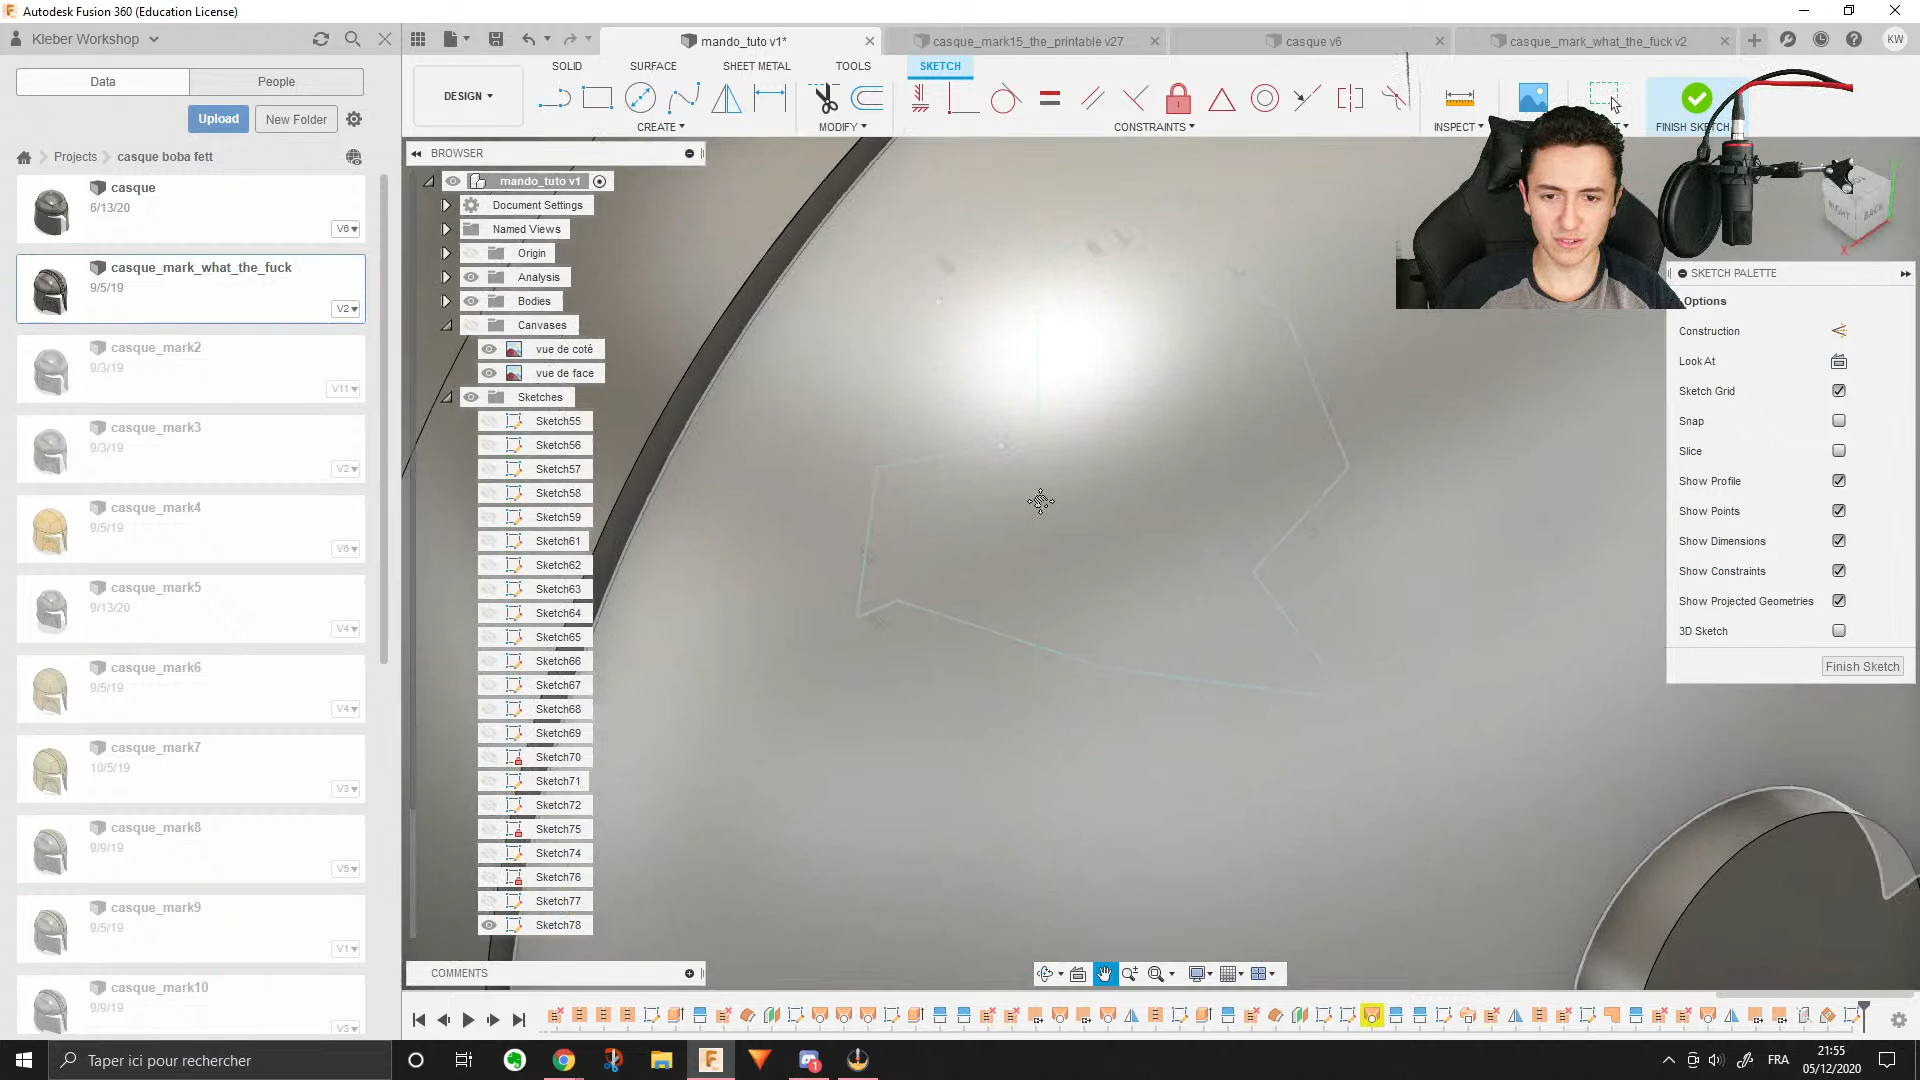 Autodesk Fusion 360 (Education License)
Kleber Workshop
mando_tuto v1*
casque_mark15_the_printable v27
casque v6
casque_mark_what_the_fuck v2
KW
Data
People
Upload
New Folder
Projects
casque boba fett
casque
6/13/20
V6
casque_mark_what_the_fuck
9/5/19
V2
casque_mark2
9/3/19
V11
casque_mark3
9/3/19
V2
casque_mark4
9/5/19
V6
casque_mark5
9/13/20
V4
casque_mark6
9/5/19
V4
casque_mark7
10/5/19
V3
casque_mark8
9/9/19
V5
casque_mark9
9/5/19
V1
casque_mark10
9/9/19
V3
DESIGN
SOLID
SURFACE
SHEET METAL
TOOLS
SKETCH
CREATE
MODIFY
CONSTRAINTS
INSPECT
FINISH SKETCH
BROWSER
mando_tuto v1
Document Settings
Named Views
Origin
Analysis
Bodies
Canvases
vue de coté
vue de face
Sketches
Sketch55
Sketch56
Sketch57
Sketch58
Sketch59
Sketch61
Sketch62
Sketch63
Sketch64
Sketch65
Sketch66
Sketch67
Sketch68
Sketch69
Sketch70
Sketch71
Sketch72
Sketch75
Sketch74
Sketch76
Sketch77
Sketch78
COMMENTS
RIGHT
BACK
X
SKETCH PALETTE
Options
Construction
Look At
Sketch Grid
Snap
Slice
Show Profile
Show Points
Show Dimensions
Show Constraints
Show Projected Geometries
3D Sketch
Finish Sketch
Taper ici pour rechercher
FRA
21:55
05/12/2020